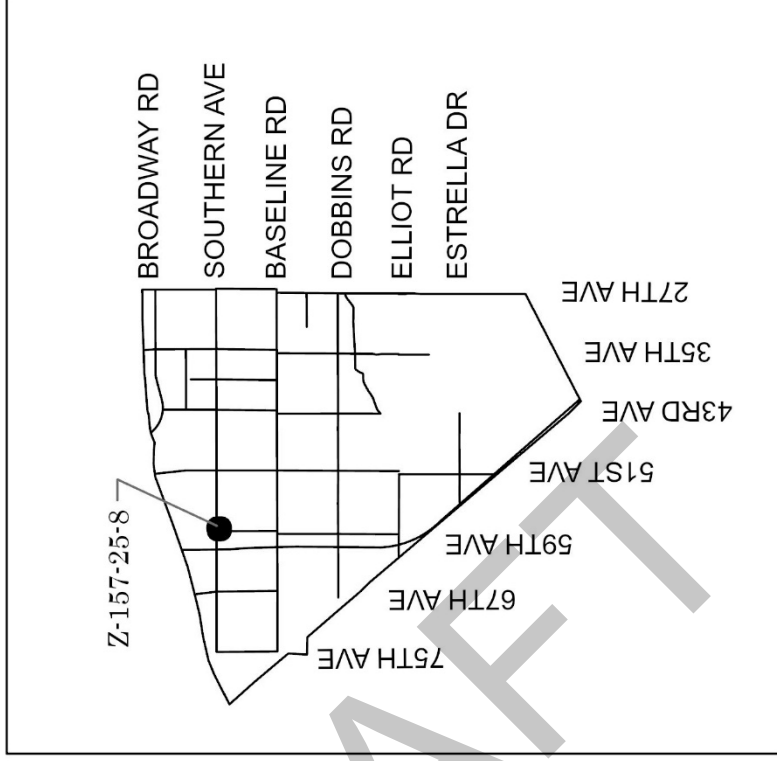 BROADWAY RD
SOUTHERN AVE
BASELINE RD
DOBBINS RD
ELLIOT RD
ESTRELLA DR
Z-157-25-8
27TH AVE
35TH AVE
43RD AVE
51ST AVE
59TH AVE
67TH AVE
75TH AVE
AFT